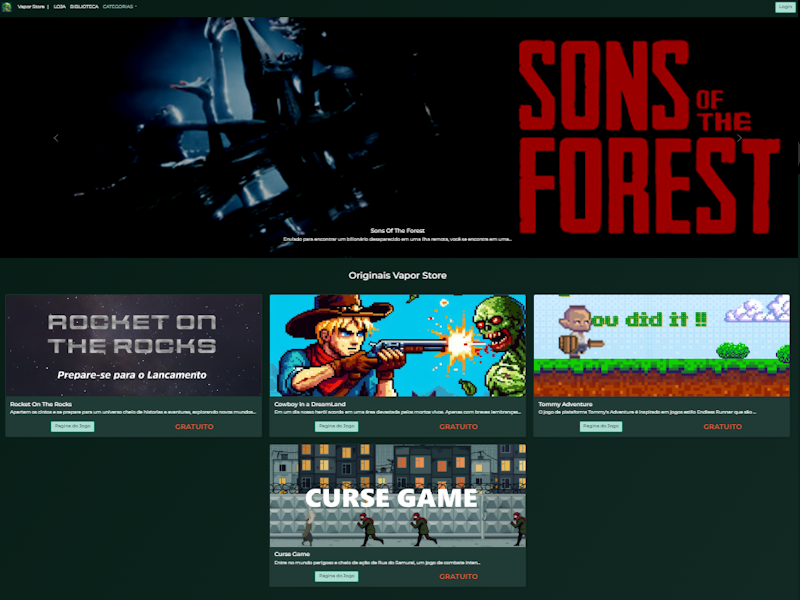 Vapor Store | LOJA BIBLIOTECA CATEGORIAS Login
SONS
OF
THE
FOREST
Sons Of The Forest
Enviado para encontrar um bilionário desaparecido em uma ilha remota, você se encontra em uma...
Originais Vapor Store
ROCKET ON
THE ROCKS
Prepare-se para o Lancamento
Rocket On The Rocks
Apertem os cintos e se prepare para um universo cheio de histórias e aventuras, explorando novos mundos...
Pagina do Jogo GRATUITO
Cowboy in a DreamLand
Em um dia nosso herói acorda em uma área devastada pelos mortos vivos. Apenas com breves lembranças...
Pagina do Jogo GRATUITO
ou did it !!
Tommy Adventure
O jogo de plataforma Tommy's Adventure é inspirado em jogos estilo Endless Runner que são ...
Pagina do Jogo GRATUITO
CURSE GAME
Curse Game
Entre no mundo perigoso e cheio de ação de Rua do Samurai, um jogo de combate inten...
Pagina do Jogo GRATUITO